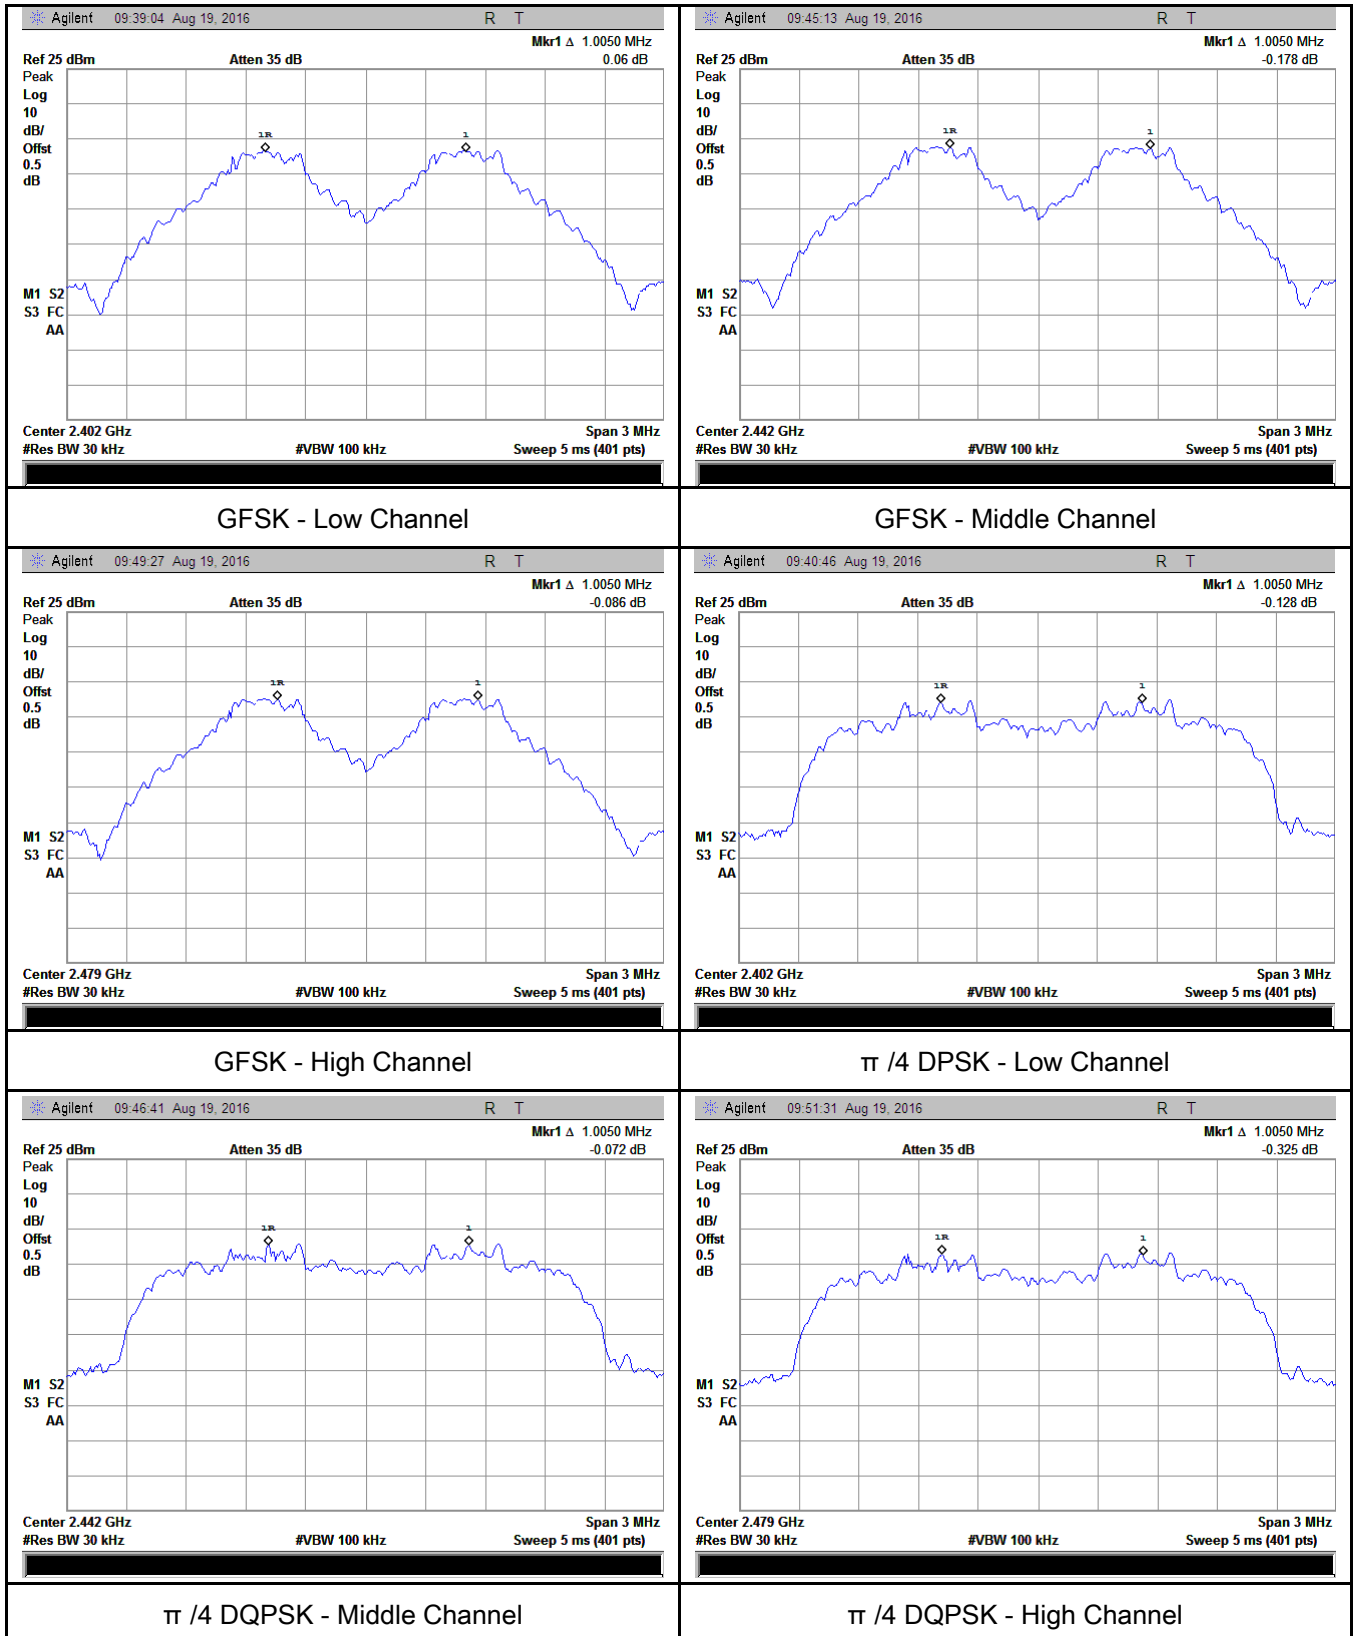 Agilent 09:39:04 Aug 19, 2016 R T
Mkr1 Δ 1.0050 MHz
Ref 25 dBm Atten 35 dB 0.06 dB
Peak
Log
10
dB/
Offst
0.5
dB
1R 1
M1 S2
S3 FC
AA
Center 2.402 GHz Span 3 MHz
#Res BW 30 kHz #VBW 100 kHz Sweep 5 ms (401 pts)
GFSK - Low Channel
Agilent 09:45:13 Aug 19, 2016 R T
Mkr1 Δ 1.0050 MHz
Ref 25 dBm Atten 35 dB -0.178 dB
Peak
Log
10
dB/
Offst
0.5
dB
1R 1
M1 S2
S3 FC
AA
Center 2.442 GHz Span 3 MHz
#Res BW 30 kHz #VBW 100 kHz Sweep 5 ms (401 pts)
GFSK - Middle Channel
Agilent 09:49:27 Aug 19, 2016 R T
Mkr1 Δ 1.0050 MHz
Ref 25 dBm Atten 35 dB -0.086 dB
Peak
Log
10
dB/
Offst
0.5
dB
1R 1
M1 S2
S3 FC
AA
Center 2.479 GHz Span 3 MHz
#Res BW 30 kHz #VBW 100 kHz Sweep 5 ms (401 pts)
GFSK - High Channel
Agilent 09:40:46 Aug 19, 2016 R T
Mkr1 Δ 1.0050 MHz
Ref 25 dBm Atten 35 dB -0.128 dB
Peak
Log
10
dB/
Offst
0.5
dB
1R 1
M1 S2
S3 FC
AA
Center 2.402 GHz Span 3 MHz
#Res BW 30 kHz #VBW 100 kHz Sweep 5 ms (401 pts)
π /4 DPSK - Low Channel
Agilent 09:46:41 Aug 19, 2016 R T
Mkr1 Δ 1.0050 MHz
Ref 25 dBm Atten 35 dB -0.072 dB
Peak
Log
10
dB/
Offst
0.5
dB
1R 1
M1 S2
S3 FC
AA
Center 2.442 GHz Span 3 MHz
#Res BW 30 kHz #VBW 100 kHz Sweep 5 ms (401 pts)
π /4 DQPSK - Middle Channel
Agilent 09:51:31 Aug 19, 2016 R T
Mkr1 Δ 1.0050 MHz
Ref 25 dBm Atten 35 dB -0.325 dB
Peak
Log
10
dB/
Offst
0.5
dB
1R 1
M1 S2
S3 FC
AA
Center 2.479 GHz Span 3 MHz
#Res BW 30 kHz #VBW 100 kHz Sweep 5 ms (401 pts)
π /4 DQPSK - High Channel